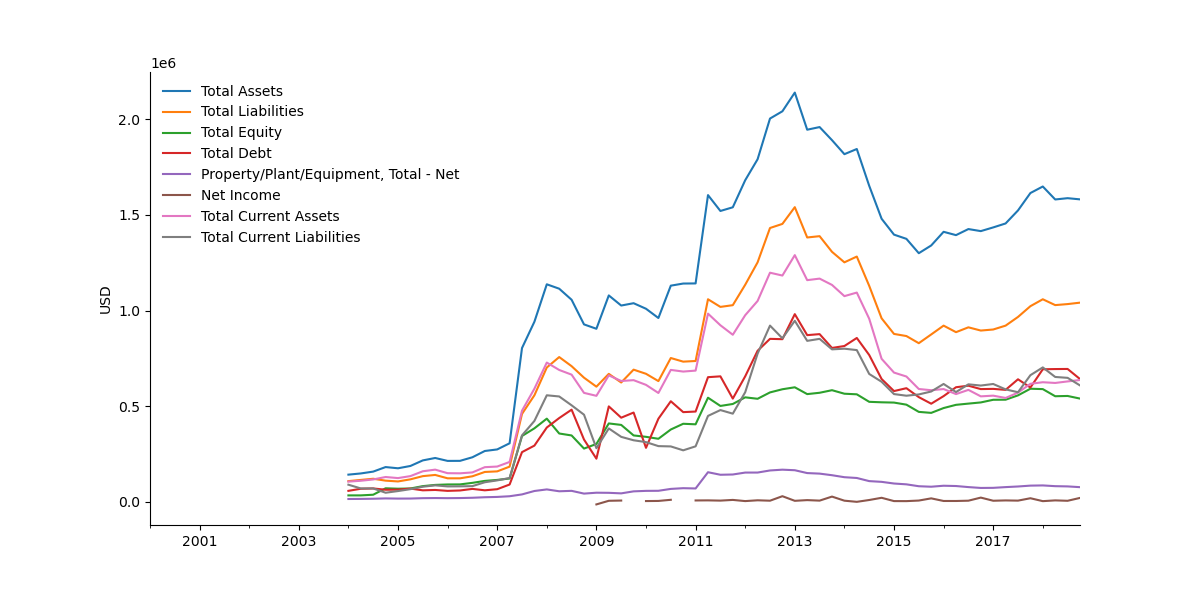 1e6
Total Assets
Total Liabilities
Total Equity
Total Debt
Property/Plant/Equipment, Total - Net
Net Income
Total Current Assets
Total Current Liabilities
2.0
1.5
1.0
0.5
0.0
USD
2001 2003 2005 2007 2009 2011 2013 2015 2017